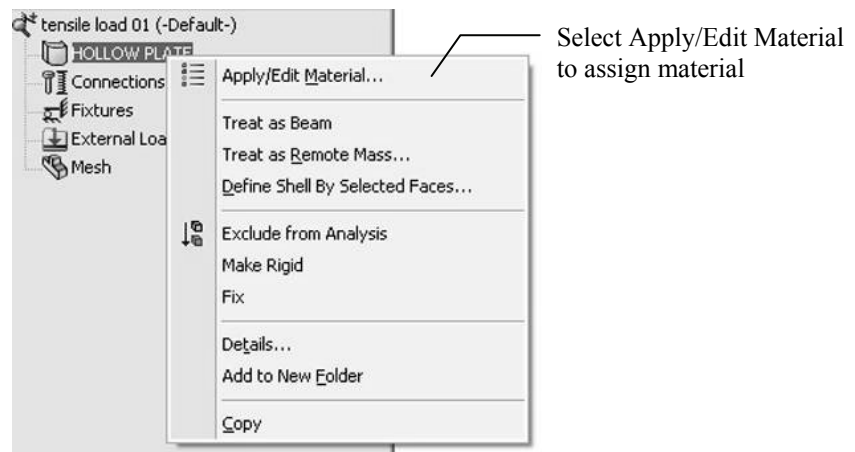 tensile load 01 (-Default-)
HOLLOW PLATE
Connections
Fixtures
External Loa
Mesh
Apply/Edit Material...
Treat as Beam
Treat as Remote Mass...
Define Shell By Selected Faces...
Exclude from Analysis
Make Rigid
Fix
Details...
Add to New Folder
Copy
Select Apply/Edit Material
to assign material